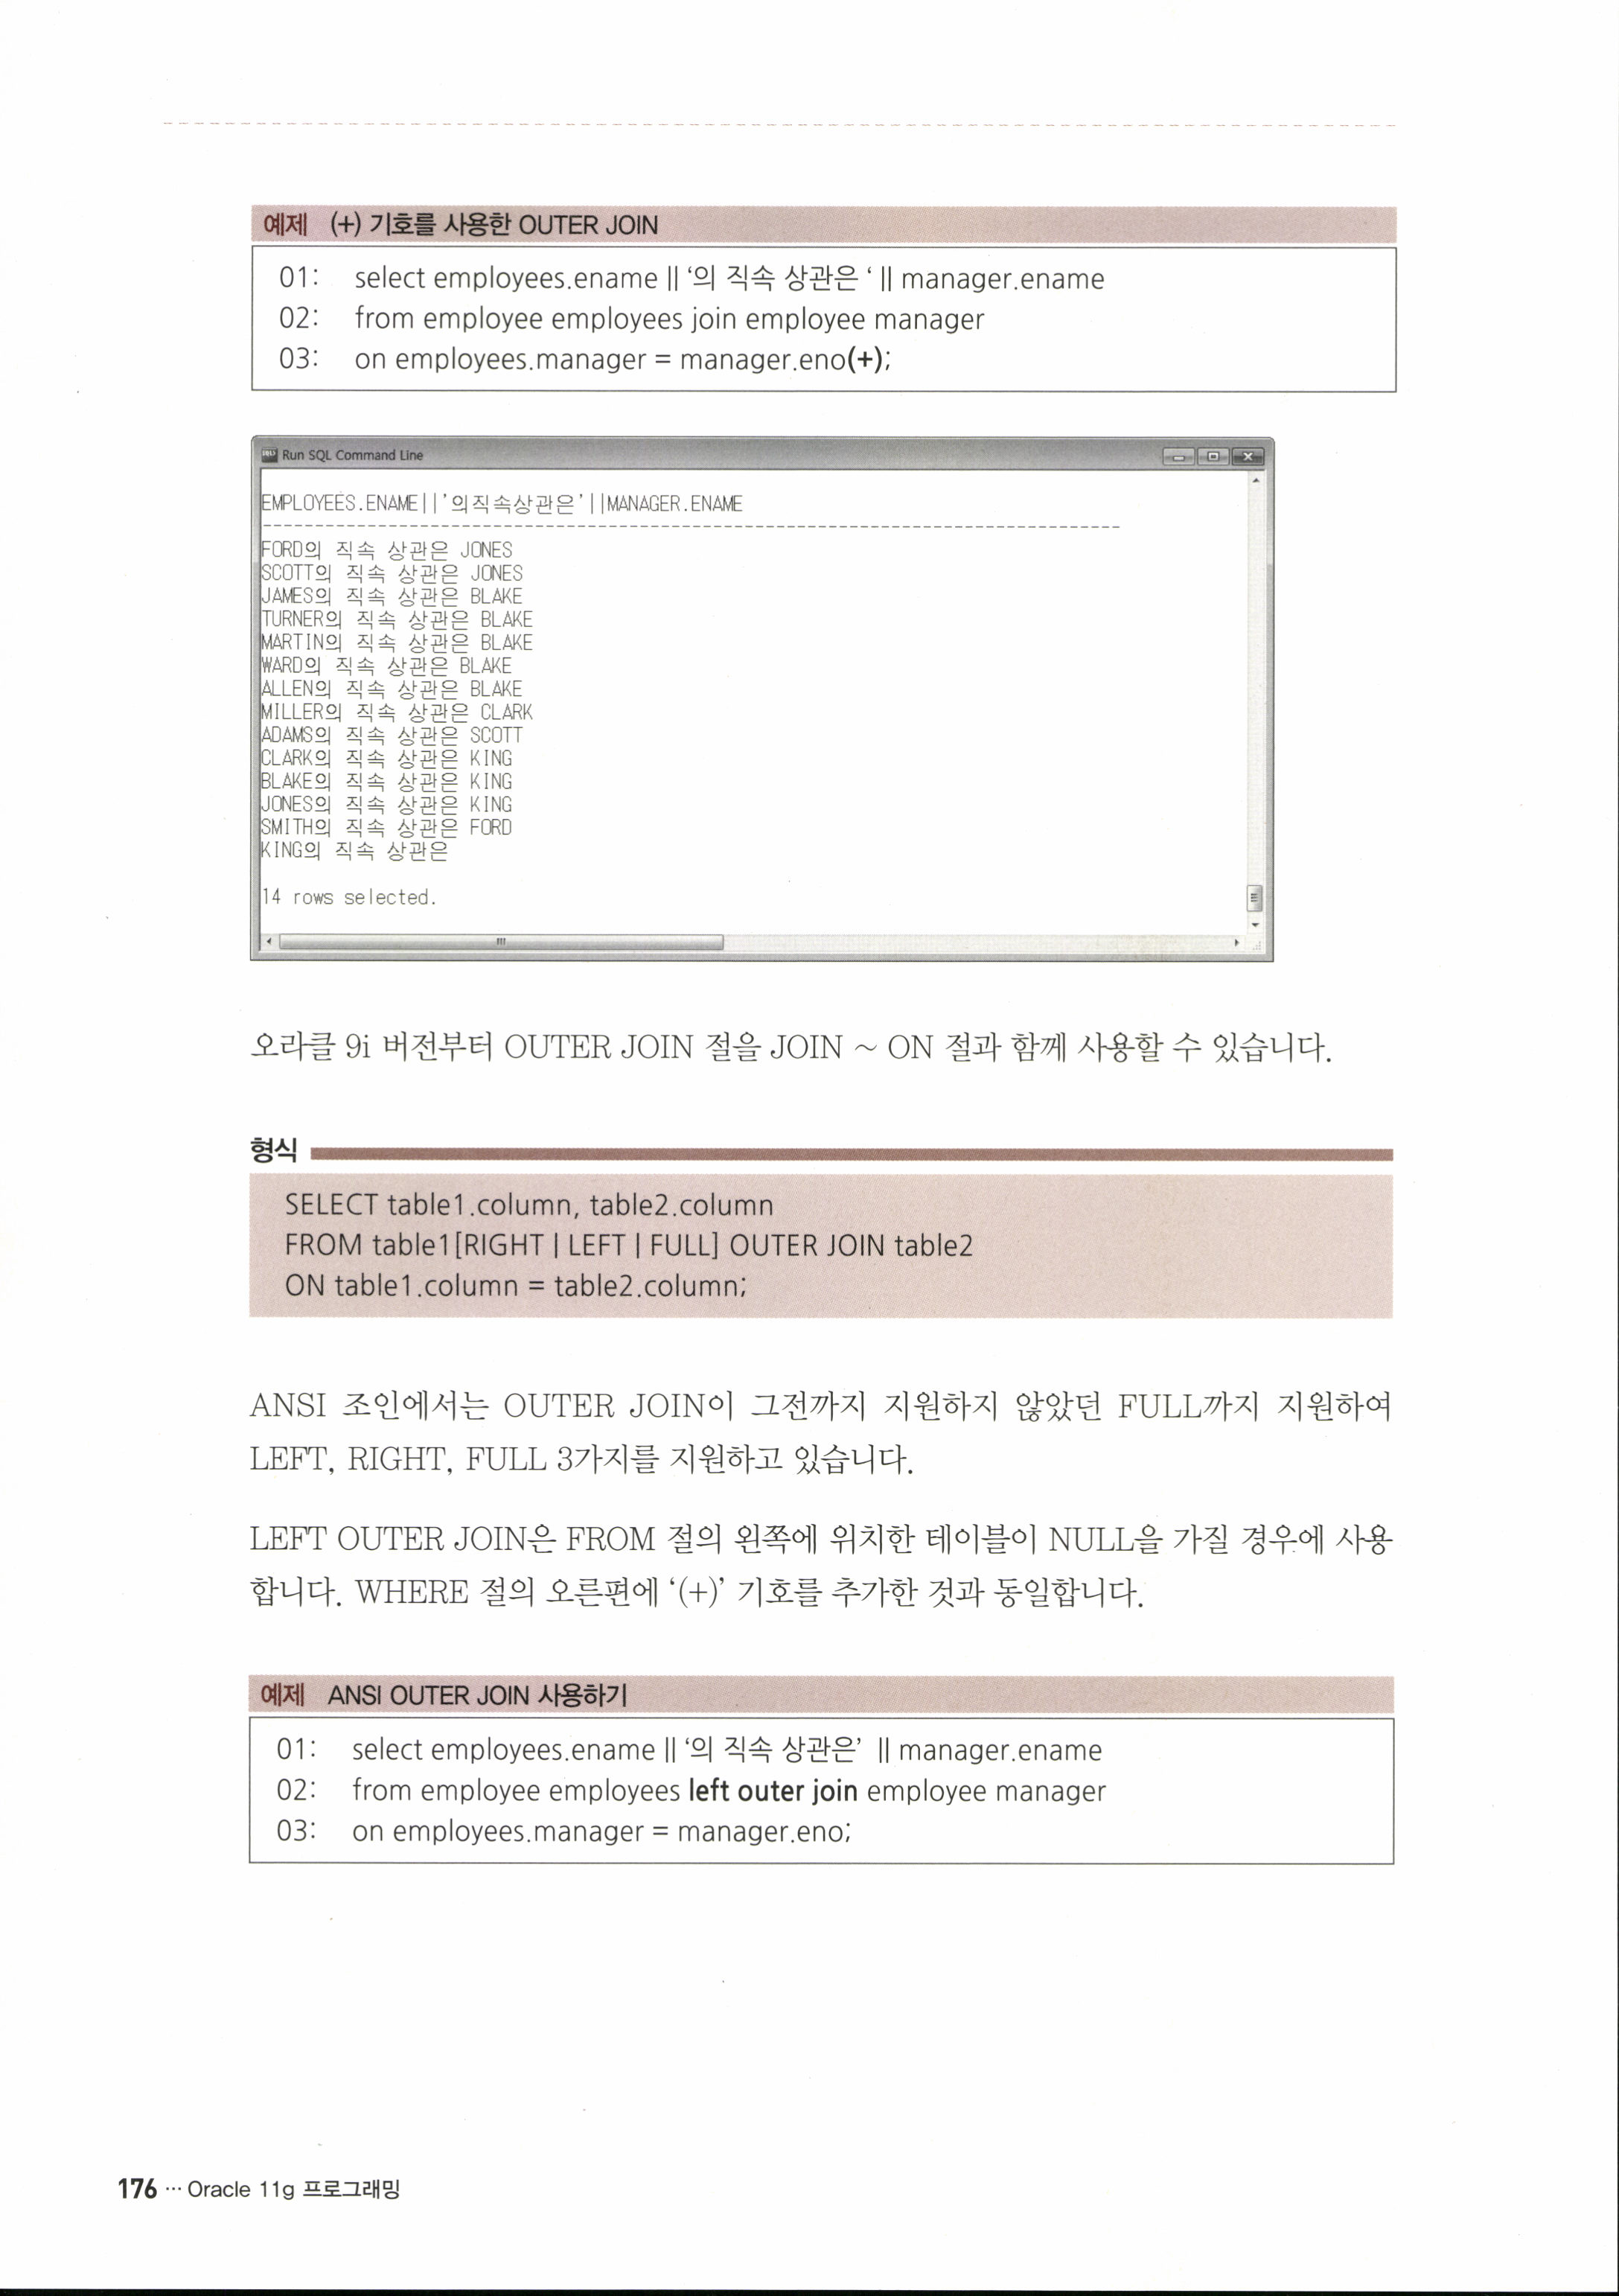 예제 (+) 기호를 사용한 OUTER JOIN
01: select employees.ename || ‘의 직속 상관은 ‘ || manager.ename
02: from employee employees join employee manager
03: on employees.manager = manager.eno(+);
Run SQL Command Line
EMPLOYEES.ENAME||'의직속상관은'||MANAGER.ENAME
--------------------------------------------------------------------------------
FORD의 직속 상관은 JONES
SCOTT의 직속 상관은 JONES
JAMES의 직속 상관은 BLAKE
TURNER의 직속 상관은 BLAKE
MARTIN의 직속 상관은 BLAKE
WARD의 직속 상관은 BLAKE
ALLEN의 직속 상관은 BLAKE
MILLER의 직속 상관은 CLARK
ADAMS의 직속 상관은 SCOTT
CLARK의 직속 상관은 KING
BLAKE의 직속 상관은 KING
JONES의 직속 상관은 KING
SMITH의 직속 상관은 FORD
KING의 직속 상관은
14 rows selected.
오라클 9i 버전부터 OUTER JOIN 절을 JOIN ~ ON 절과 함께 사용할 수 있습니다.
형식
SELECT table1.column, table2.column
FROM table1[RIGHT | LEFT | FULL] OUTER JOIN table2
ON table1.column = table2.column;
ANSI 조인에서는 OUTER JOIN이 그전까지 지원하지 않았던 FULL까지 지원하여
LEFT, RIGHT, FULL 3가지를 지원하고 있습니다.
LEFT OUTER JOIN은 FROM 절의 왼쪽에 위치한 테이블이 NULL을 가질 경우에 사용
합니다. WHERE 절의 오른편에 ‘(+)’ 기호를 추가한 것과 동일합니다.
예제 ANSI OUTER JOIN 사용하기
01: select employees.ename || ‘의 직속 상관은’ || manager.ename
02: from employee employees left outer join employee manager
03: on employees.manager = manager.eno;
176 ··· Oracle 11g 프로그래밍